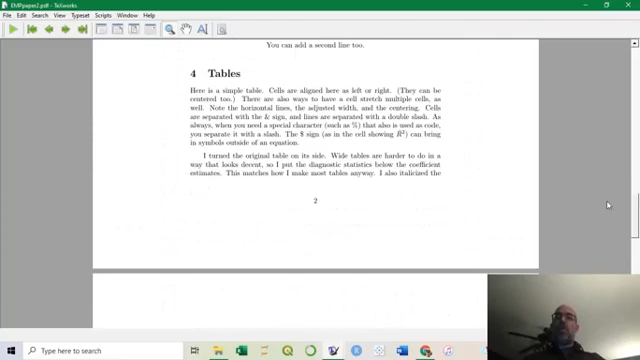 EMPpaper2.pdf - TeXworks
File Edit Search View Typeset Scripts Window Help
You can add a second line too.
4 Tables
Here is a simple table. Cells are aligned here as left or right. (They can be
centered too.) There are also ways to have a cell stretch multiple cells, as
well. Note the horizontal lines, the adjusted width, and the centering. Cells
are separated with the & sign, and lines are separated with a double slash. As
always, when you need a special character (such as %) that also is used as code,
you separate it with a slash. The $ sign (as in the cell showing R̄²) can bring
in symbols outside of an equation.
I turned the original table on its side. Wide tables are harder to do in a
way that looks decent, so I put the diagnostic statistics below the coefficient
estimates. This matches how I make most tables anyway. I also italicized the
2
Type here to search